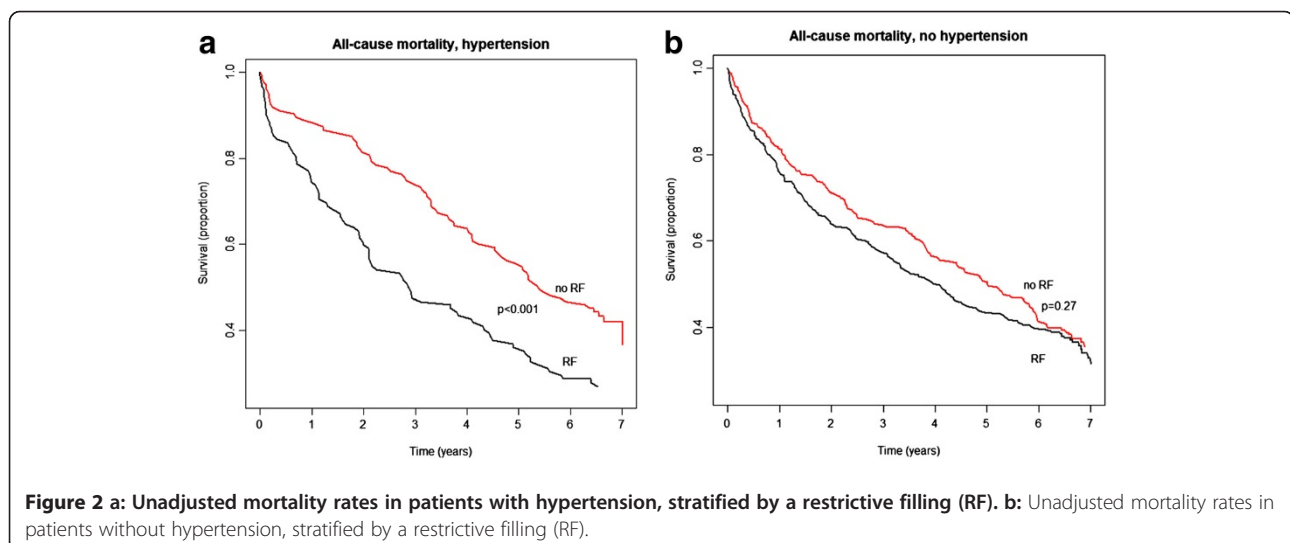 a
All-cause mortality, hypertension
Survival (proportion)
1.0
0.8
0.6
0.4
no RF
p<0.001
RF
0 1 2 3 4 5 6 7
Time (years)
b
All-cause mortality, no hypertension
Survival (proportion)
1.0
0.8
0.6
0.4
no RF
p=0.27
RF
0 1 2 3 4 5 6 7
Time (years)
Figure 2 a: Unadjusted mortality rates in patients with hypertension, stratified by a restrictive filling (RF). b: Unadjusted mortality rates in
patients without hypertension, stratified by a restrictive filling (RF).